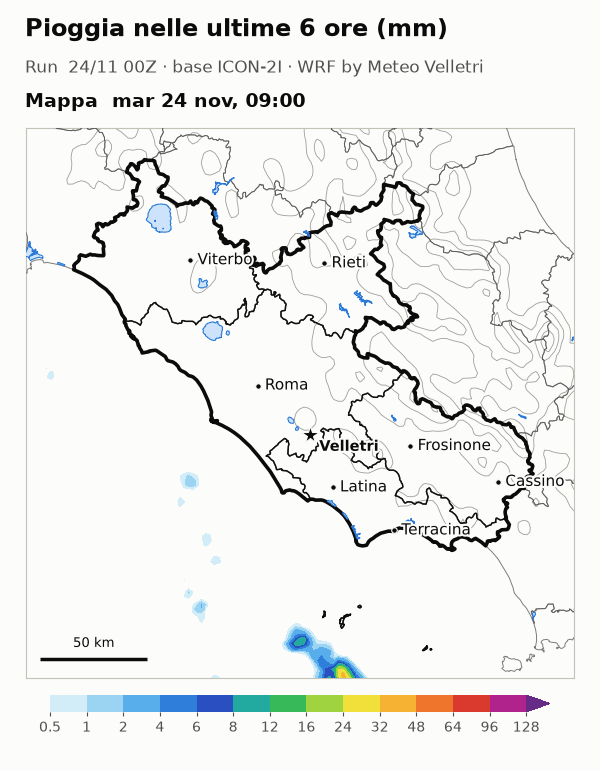 Pioggia nelle ultime 6 ore (mm)
Run  24/11 00Z · base ICON-2I · WRF by Meteo Velletri
Mappa  mar 24 nov, 09:00
Viterbo
Rieti
Roma
Velletri
Frosinone
Latina
Cassino
Terracina
50 km
0.5 1 2 4 6 8 12 16 24 32 48 64 96 128